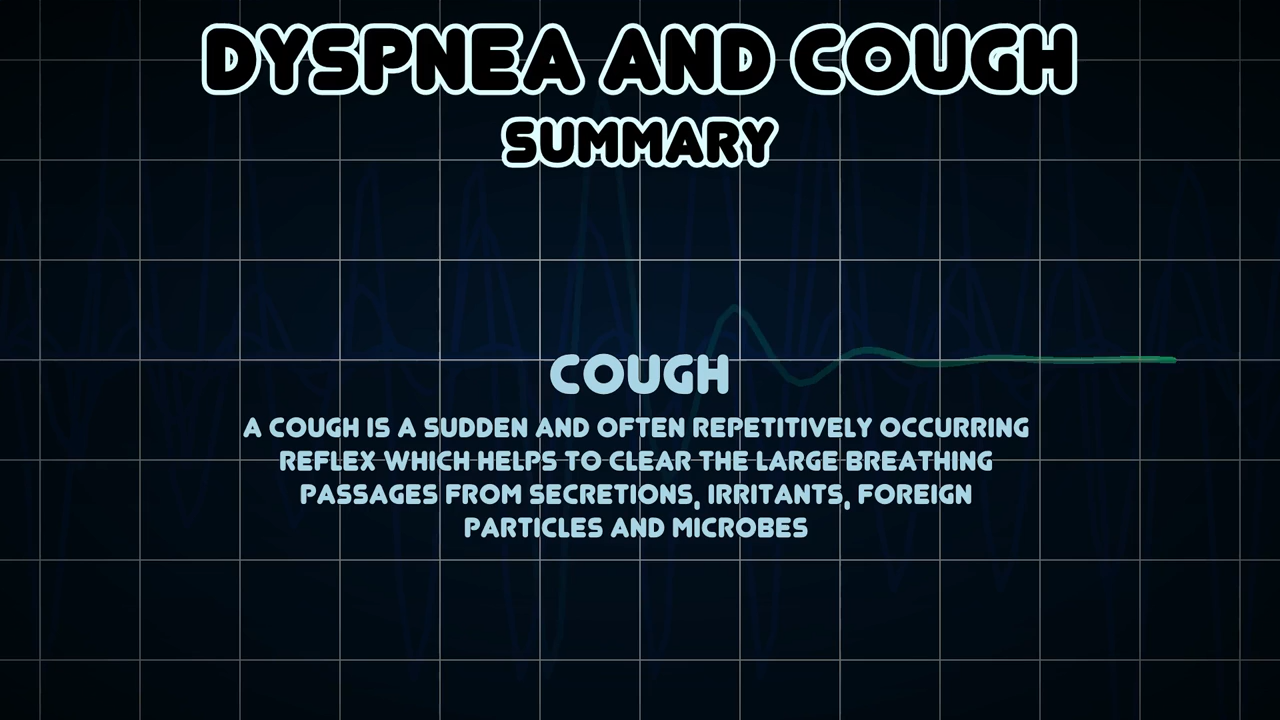 DYSPNEA AND COUGH
SUMMARY
COUGH
A COUGH IS A SUDDEN AND OFTEN REPETITIVELY OCCURRING
REFLEX WHICH HELPS TO CLEAR THE LARGE BREATHING
PASSAGES FROM SECRETIONS, IRRITANTS, FOREIGN
PARTICLES AND MICROBES